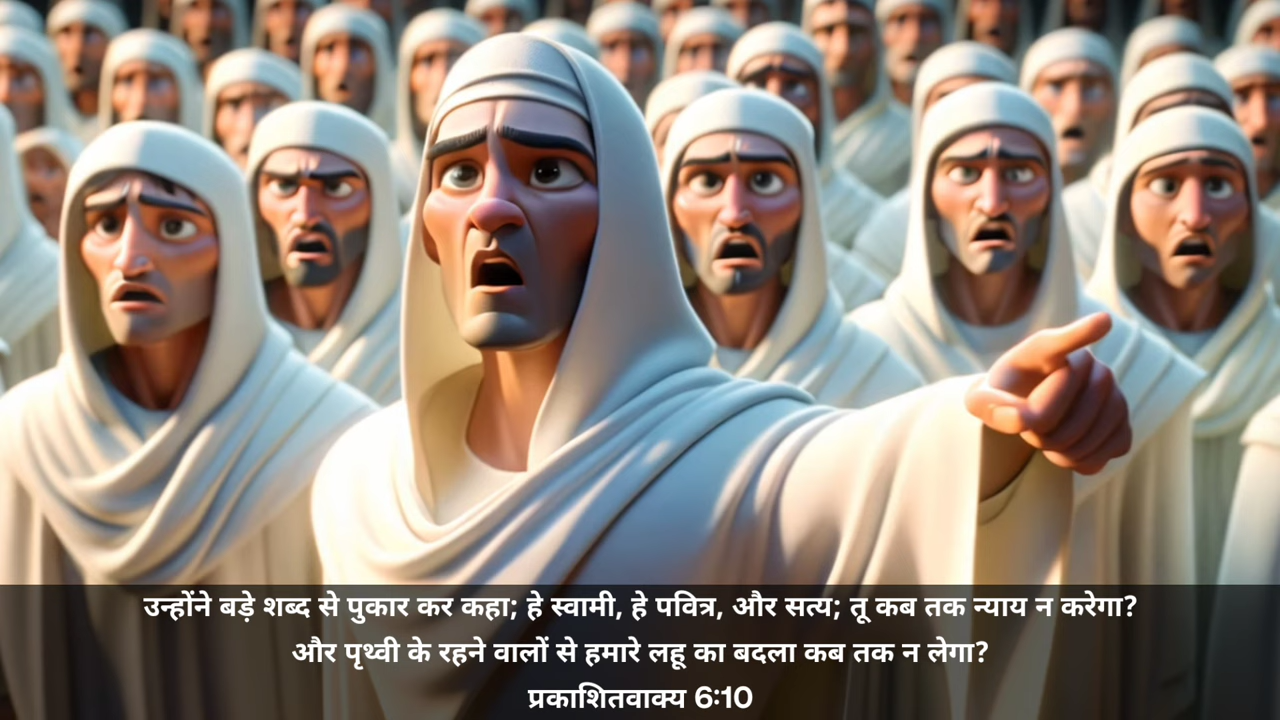 उन्होंने बड़े शब्द से पुकार कर कहा; हे स्वामी, हे पवित्र, और सत्य; तू कब तक न्याय न करेगा?
और पृथ्वी के रहने वालों से हमारे लहू का बदला कब तक न लेगा?
प्रकाशितवाक्य 6:10